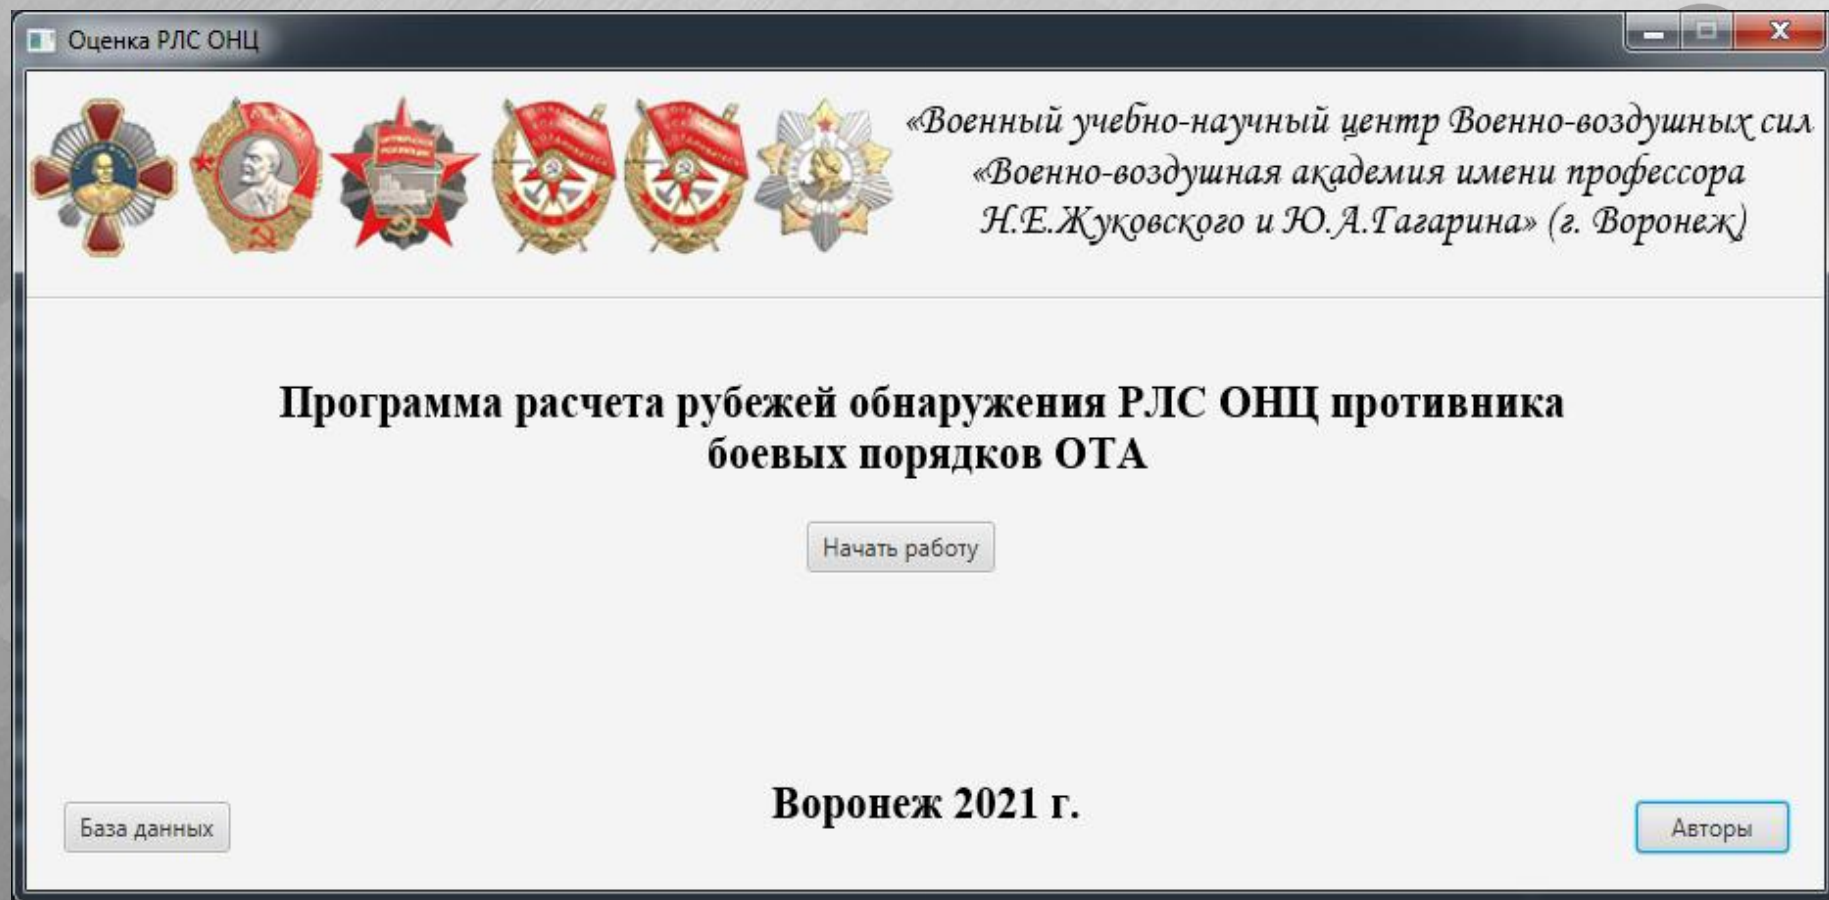 Оценка РЛС ОНЦ
«Военный учебно-научный центр Военно-воздушных сил
«Военно-воздушная академия имени профессора
Н.Е.Жуковского и Ю.А.Гагарина» (г. Воронеж)
Программа расчета рубежей обнаружения РЛС ОНЦ противника
боевых порядков ОТА
Начать работу
Воронеж 2021 г.
База данных
Авторы